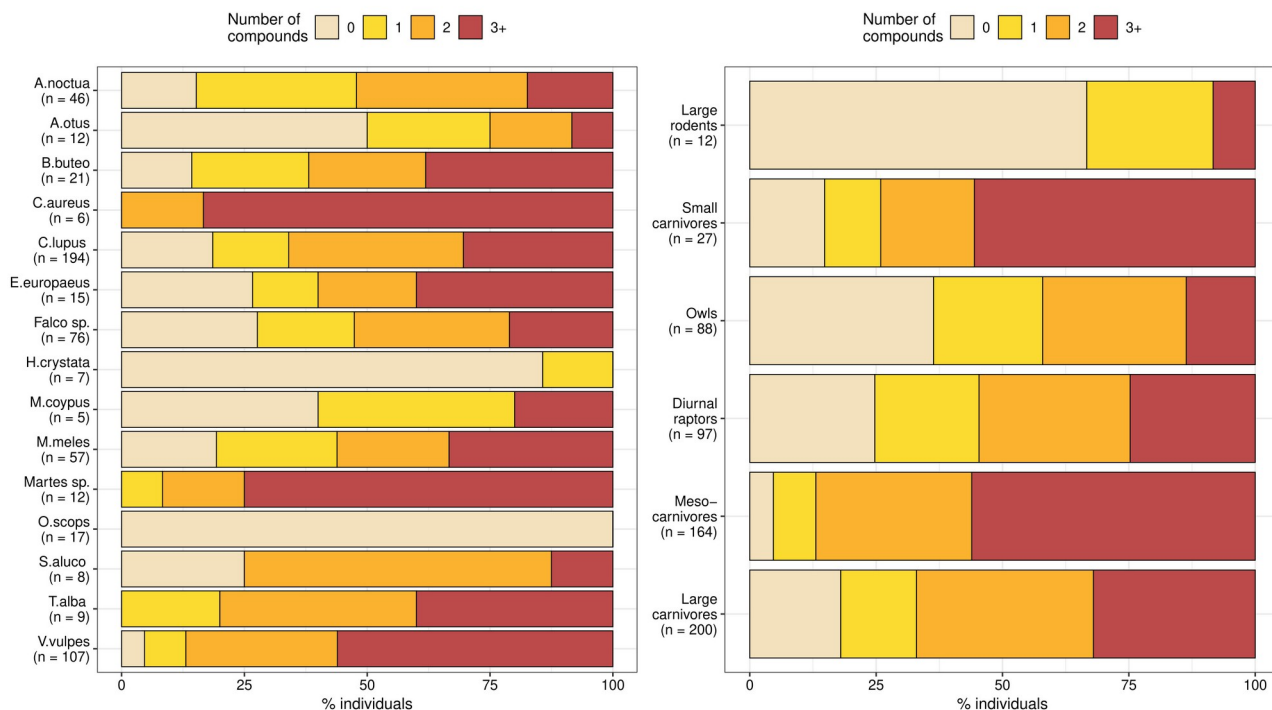 Number of
compounds 0 1 2 3+
A.noctua
(n = 46)
A.otus
(n = 12)
B.buteo
(n = 21)
C.aureus
(n = 6)
C.lupus
(n = 194)
E.europaeus
(n = 15)
Falco sp.
(n = 76)
H.crystata
(n = 7)
M.coypus
(n = 5)
M.meles
(n = 57)
Martes sp.
(n = 12)
O.scops
(n = 17)
S.aluco
(n = 8)
T.alba
(n = 9)
V.vulpes
(n = 107)
0 25 50 75 100
% individuals
Number of
compounds 0 1 2 3+
Large
rodents
(n = 12)
Small
carnivores
(n = 27)
Owls
(n = 88)
Diurnal
raptors
(n = 97)
Meso−
carnivores
(n = 164)
Large
carnivores
(n = 200)
0 25 50 75 100
% individuals